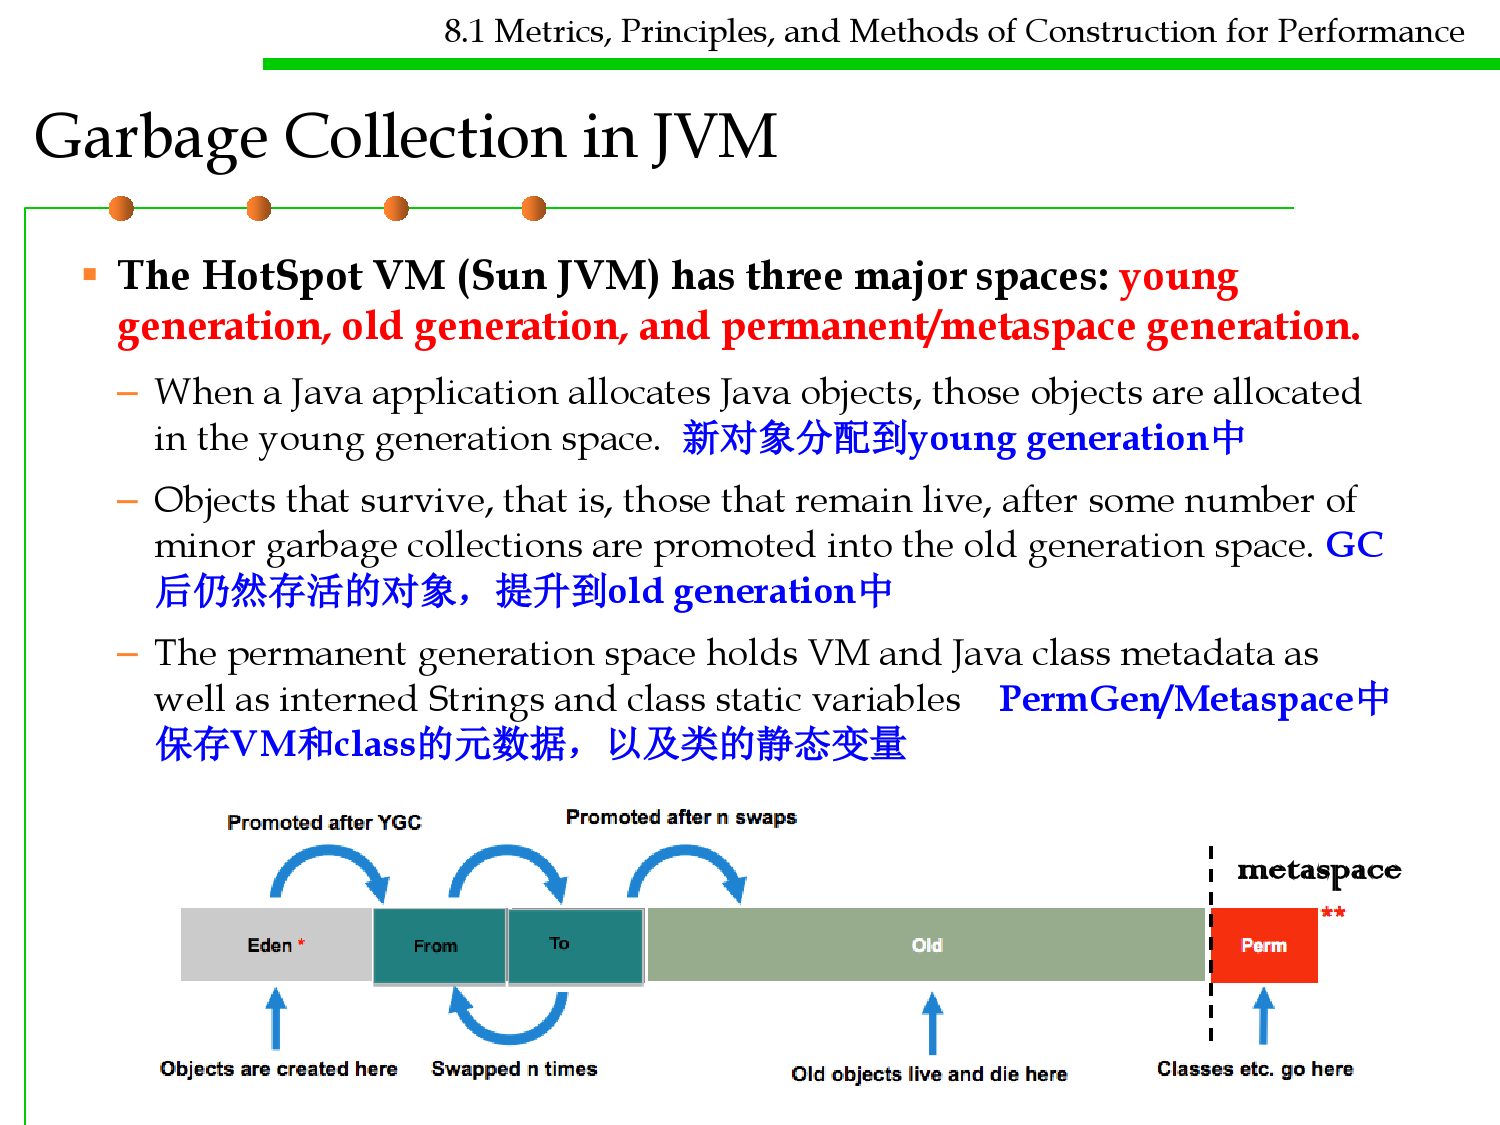 8.1 Metrics, Principles, and Methods of Construction for Performance
Garbage Collection in JVM
▪ The HotSpot VM (Sun JVM) has three major spaces: young
generation, old generation, and permanent/metaspace generation.
– When a Java application allocates Java objects, those objects are allocated
in the young generation space. 新对象分配到young generation中
– Objects that survive, that is, those that remain live, after some number of
minor garbage collections are promoted into the old generation space. GC
后仍然存活的对象，提升到old generation中
– The permanent generation space holds VM and Java class metadata as
well as interned Strings and class static variables PermGen/Metaspace中
保存VM和class的元数据，以及类的静态变量
Promoted after YGC
Promoted after n swaps
metaspace
Eden *
From
To
Old
Perm
**
Objects are created here
Swapped n times
Old objects live and die here
Classes etc. go here